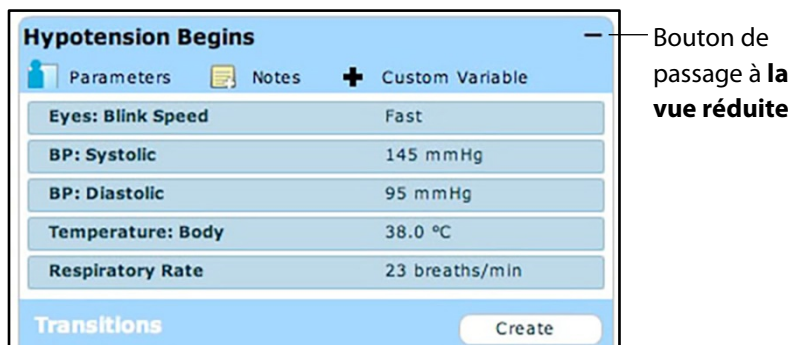 Hypotension Begins
Parameters Notes Custom Variable
Eyes: Blink Speed Fast
BP: Systolic 145 mmHg
BP: Diastolic 95 mmHg
Temperature: Body 38.0 ºC
Respiratory Rate 23 breaths/min
Transitions Create
Bouton de
passage à la
vue réduite